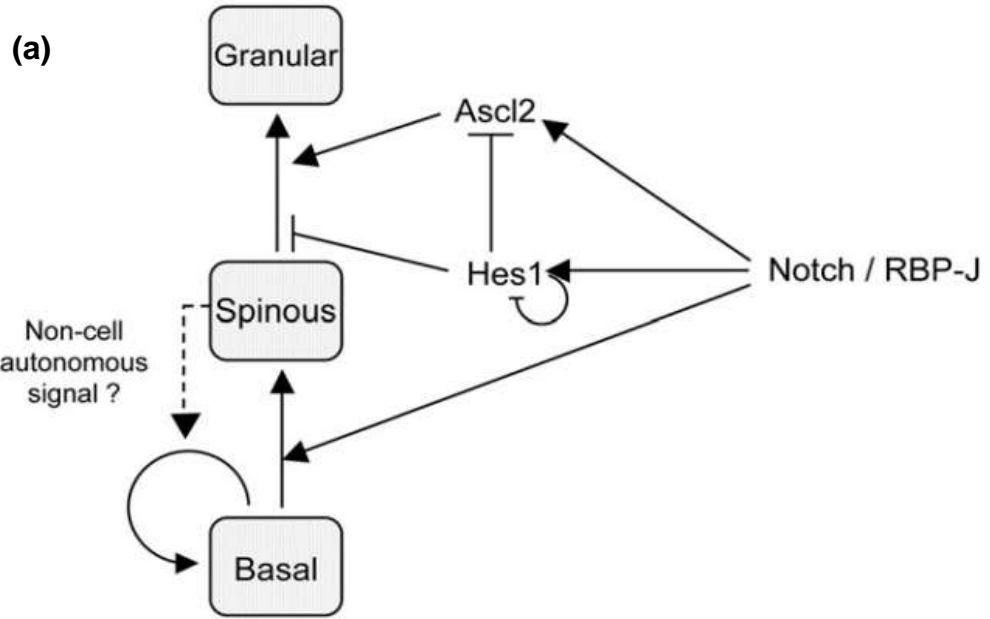 (a)
Granular
Ascl2
Hes1
Notch / RBP-J
Spinous
Non-cell
autonomous
signal ?
Basal